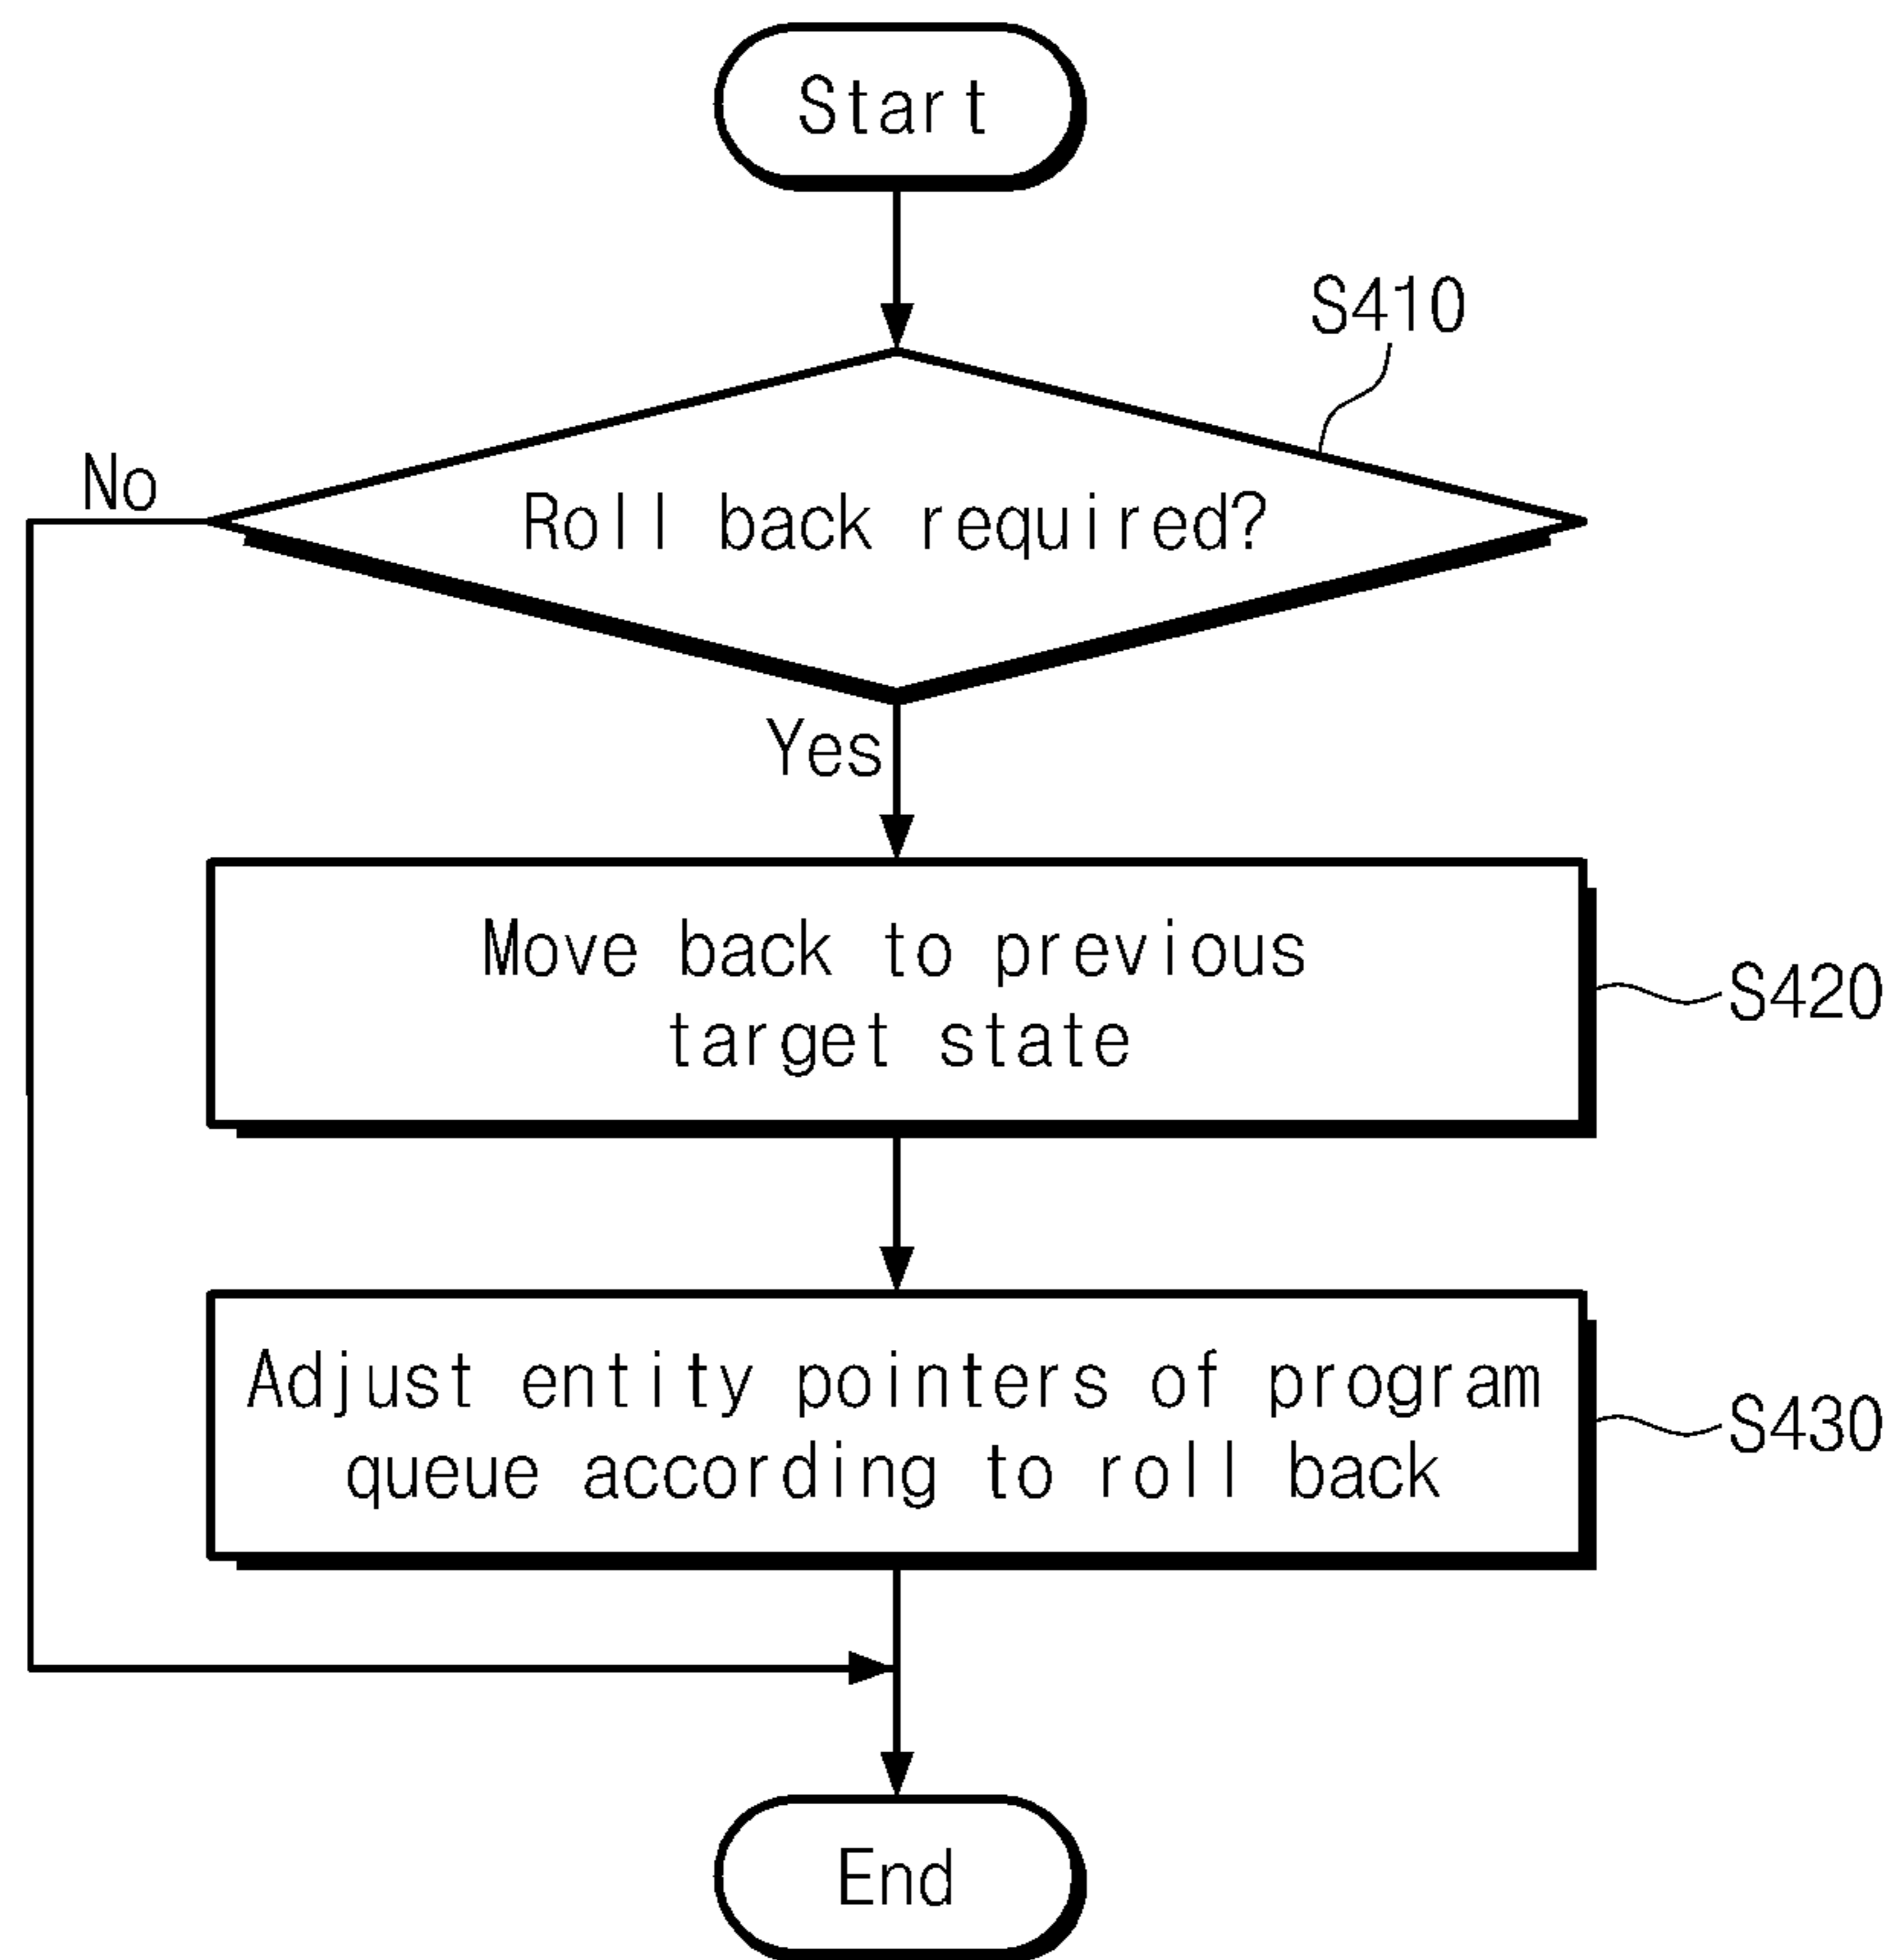 Start
S410
No
Roll back required?
Yes
Move back to previous
target state
S420
Adjust entity pointers of program
queue according to roll back
S430
End